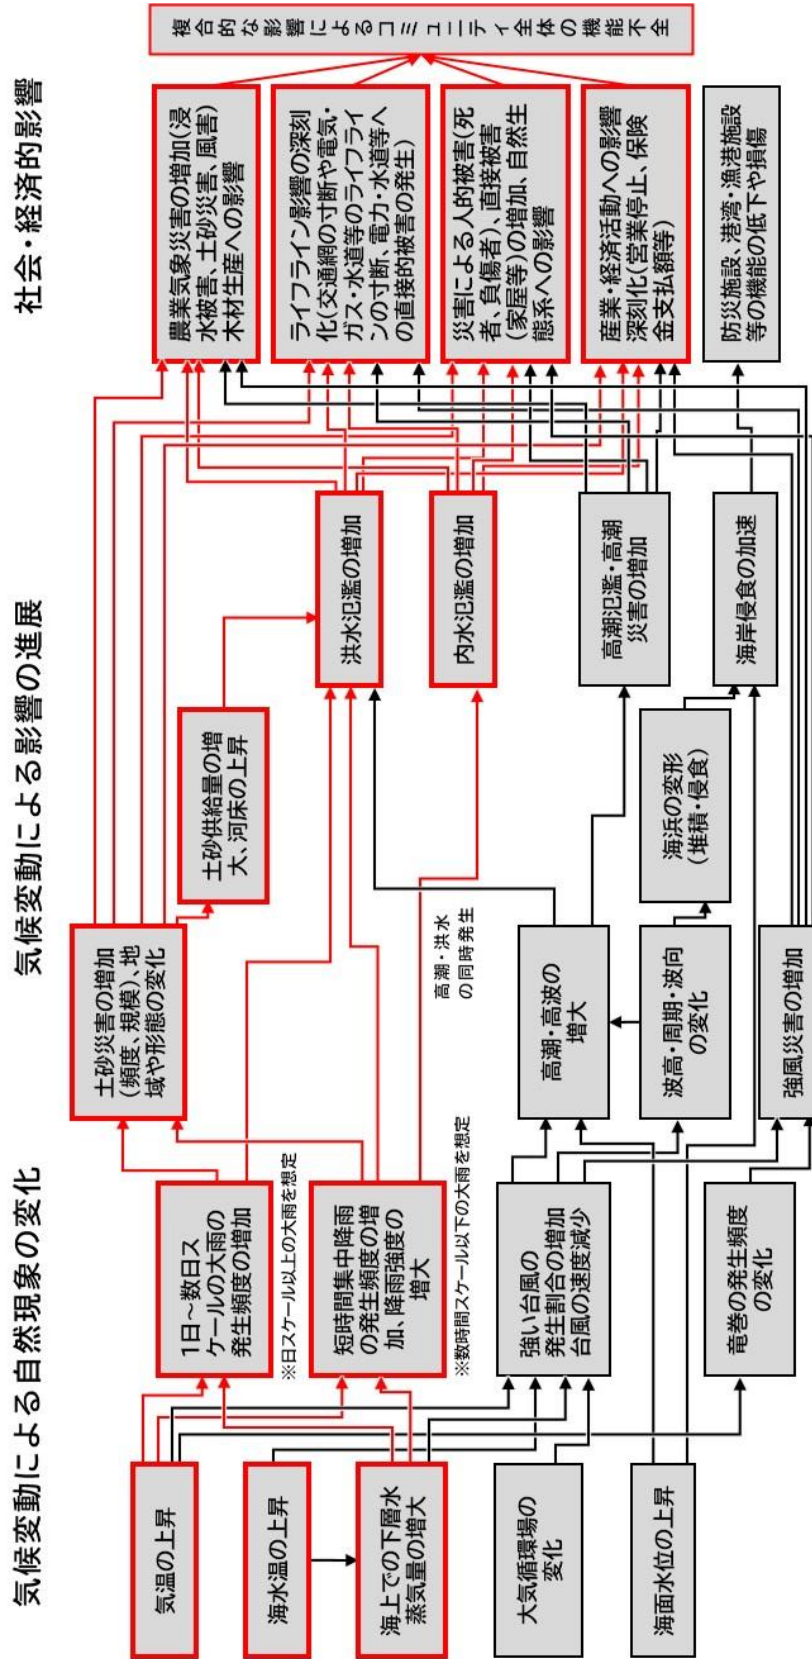 気候変動による自然現象の変化
気候変動による影響の進展
社会・経済的影響
気温の上昇
海水温の上昇
海上での下層水
蒸気量の増大
大気循環場の
変化
海面水位の上昇
1日~数日ス
ケールの大雨の
発生頻度の増加
※日スケール以上の大雨を想定
短時間集中降雨
の発生頻度の増
加、降雨強度の
増大
※数時間スケール以下の大雨を想定
強い台風の
発生割合の増加
台風の速度減少
竜巻の発生頻度
の変化
土砂災害の増加
(頻度、規模)、地
域や形態の変化
土砂供給量の増
大、河床の上昇
高潮・洪水
の同時発生
高潮・高波の
増大
波高・周期・波向
の変化
海浜の変形
(堆積・侵食)
強風災害の増加
洪水氾濫の増加
内水氾濫の増加
高潮氾濫・高潮
災害の増加
海岸侵食の加速
農業気象災害の増加(浸
水被害、土砂災害、風害)
木材生産への影響
ライフライン影響の深刻
化(交通網の寸断や電気・
ガス・水道等のライフライ
ンの寸断、電力・水道等へ
の直接的被害の発生)
災害による人的被害(死
者、負傷者)、直接被害
(家屋等)の増加、自然生
態系への影響
産業・経済活動への影響
深刻化(営業停止、保険
金支払額等)
防災施設、港湾・漁港施設
等の機能の低下や損傷
複合的な影響によるコミュニティ全体の機能不全